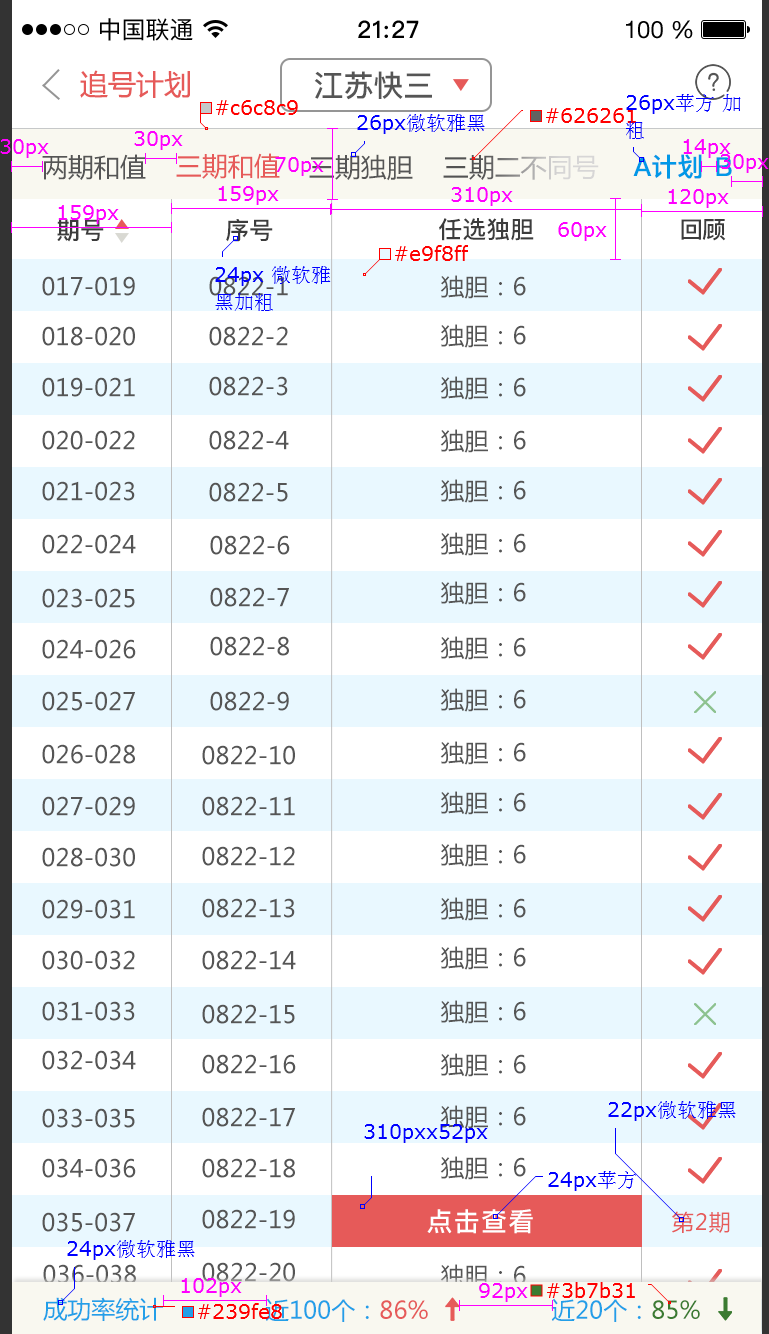 中国联通 21:27 100 %
追号计划 江苏快三 ?
#c6c8c9 26px微软雅黑 #626261 26px苹方 加粗
30px 30px 70px 14px 30px
两期和值 三期和值 三期独胆 三期二不同号 A计划 B
159px 159px 310px 120px
期号 序号 任选独胆 60px 回顾
24px 微软雅黑加粗 #e9f8ff
017-019 0822-1 独胆：6
018-020 0822-2 独胆：6
019-021 0822-3 独胆：6
020-022 0822-4 独胆：6
021-023 0822-5 独胆：6
022-024 0822-6 独胆：6
023-025 0822-7 独胆：6
024-026 0822-8 独胆：6
025-027 0822-9 独胆：6
026-028 0822-10 独胆：6
027-029 0822-11 独胆：6
028-030 0822-12 独胆：6
029-031 0822-13 独胆：6
030-032 0822-14 独胆：6
031-033 0822-15 独胆：6
032-034 0822-16 独胆：6
033-035 0822-17 独胆：6 22px微软雅黑
310pxx52px
034-036 0822-18 独胆：6
24px苹方
035-037 0822-19 点击查看 第2期
24px微软雅黑
036-038 0822-20 独胆：6
102px 92px #3b7b31
成功率统计 #239fe8 近100个：86% 近20个：85%